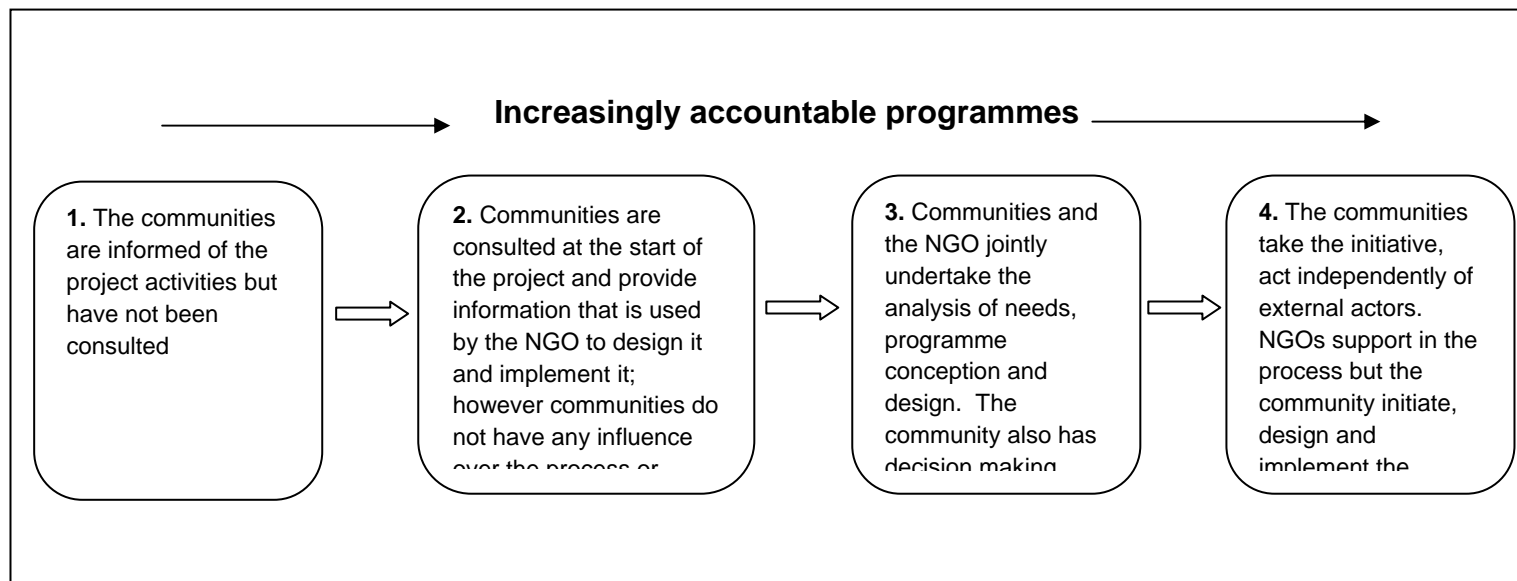 Increasingly accountable programmes
1. The communities
are informed of the
project activities but
have not been
consulted
2. Communities are
consulted at the start of
the project and provide
information that is used
by the NGO to design it
and implement it;
however communities do
not have any influence
over the process or
3. Communities and
the NGO jointly
undertake the
analysis of needs,
programme
conception and
design. The
community also has
decision making
4. The communities
take the initiative,
act independently of
external actors.
NGOs support in the
process but the
community initiate,
design and
implement the